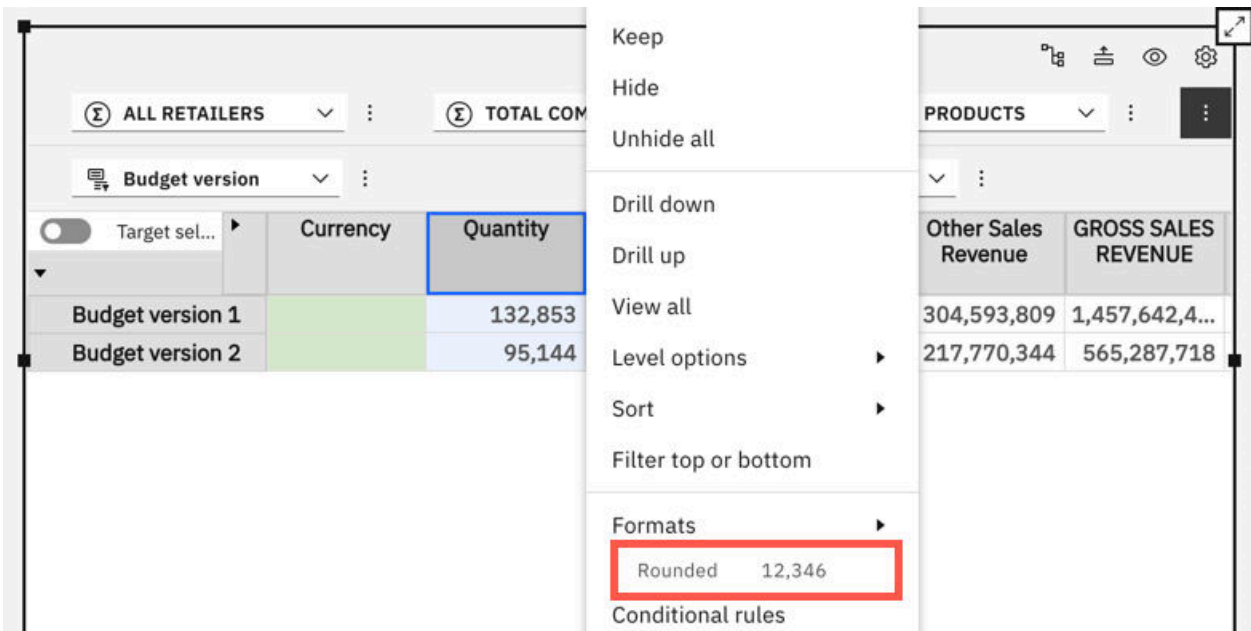 Keep
Hide
Unhide all
ALL RETAILERS
TOTAL COM
PRODUCTS
Budget version
Drill down
Drill up
View all
Level options
Sort
Filter top or bottom
Formats
Rounded 12,346
Conditional rules
Target sel... Currency Quantity Other Sales Revenue GROSS SALES REVENUE
Budget version 1 132,853 304,593,809 1,457,642,4...
Budget version 2 95,144 217,770,344 565,287,718